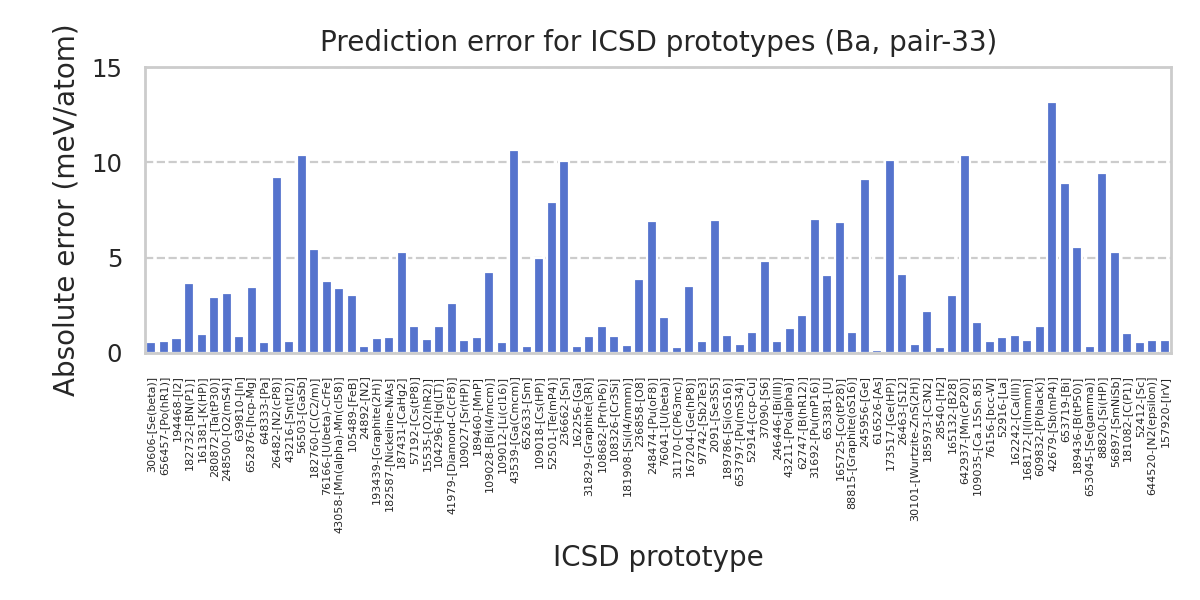 Prediction error for ICSD prototypes (Ba, pair-33)
Absolute error (meV/atom)
15
10
5
0
30606-[Se(beta)]
656457-[Po(hR1)]
194468-[I2]
182732-[BN(P1)]
161381-[K(HP)]
280872-[Ta(tP30)]
248500-[O2(mS4)]
639810-[In]
652876-[hcp-Mg]
648333-[Pa]
26482-[N2(cP8)]
43216-[Sn(tI2)]
56503-[GaSb]
182760-[C(C2/m)]
76166-[U(beta)-CrFe]
43058-[Mn(alpha)-Mn(cI58)]
105489-[FeB]
24892-[N2]
193439-[Graphite(2H)]
182587-[Nickeline-NiAs]
187431-[CaHg2]
57192-[Cs(tP8)]
15535-[O2(hR2)]
104296-[Hg(LT)]
41979-[Diamond-C(cF8)]
109027-[Sr(HP)]
189460-[MnP]
109028-[Bi(I4/mcm)]
109012-[Li(cI16)]
43539-[Ga(Cmcm)]
652633-[Sm]
109018-[Cs(HP)]
52501-[Te(mP4)]
236662-[Sn]
162256-[Ga]
31829-[Graphite(3R)]
108682-[Pr(hP6)]
108326-[Cr3Si]
181908-[Si(I4/mmm)]
236858-[O8]
248474-[Pu(oF8)]
76041-[U(beta)]
31170-[C(P63mc)]
167204-[Ge(hP8)]
97742-[Sb2Te3]
2091-[Se3S5]
189786-[Si(oS16)]
653797-[Pu(mS34)]
52914-[ccp-Cu]
37090-[S6]
246446-[Bi(III)]
43211-[Po(alpha)]
62747-[B(hR12)]
31692-[Pu(mP16)]
653381-[U]
165725-[Co(tP28)]
88815-[Graphite(oS16)]
245956-[Ge]
616526-[As]
173517-[Ge(HP)]
26463-[S12]
30101-[Wurtzite-ZnS(2H)]
185973-[C3N2]
28540-[H2]
165132-[B28]
642937-[Mn(cP20)]
109035-[Ca.15Sn.85]
76156-[bcc-W]
52916-[La]
162242-[Ca(III)]
168172-[I(Immm)]
609832-[P(black)]
42679-[Sb(mP4)]
653719-[Bi]
189436-[B(tP50)]
653045-[Se(gamma)]
88820-[Si(HP)]
56897-[SmNiSb]
181082-[C(P1)]
52412-[Sc]
644520-[N2(epsilon)]
157920-[IrV]
ICSD prototype